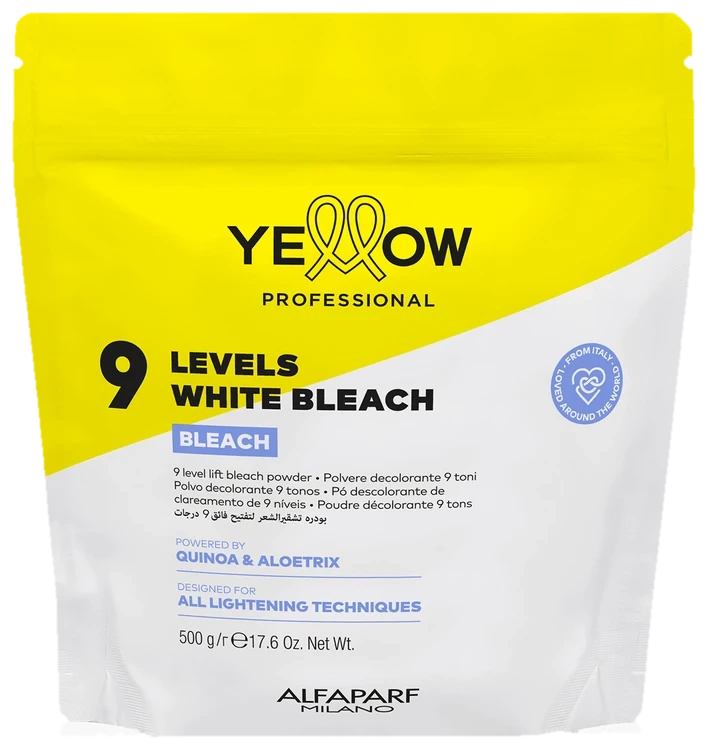 YELLOW
PROFESSIONAL
9 LEVELS
WHITE BLEACH
BLEACH
9 level lift bleach powder • Polvere decolorante 9 toni
Polvo decolorante 9 tonos • Pó descolorante de
clareamento de 9 níveis • Poudre décolorante 9 tons
بودره تشقيرالشعر لتفتيح فائق 9 درجات
POWERED BY
QUINOA & ALOETRIX
DESIGNED FOR
ALL LIGHTENING TECHNIQUES
500 g/г ℮17.6 Oz. Net Wt.
• FROM ITALY •
LOVED AROUND THE WORLD
ALFAPARF
MILANO